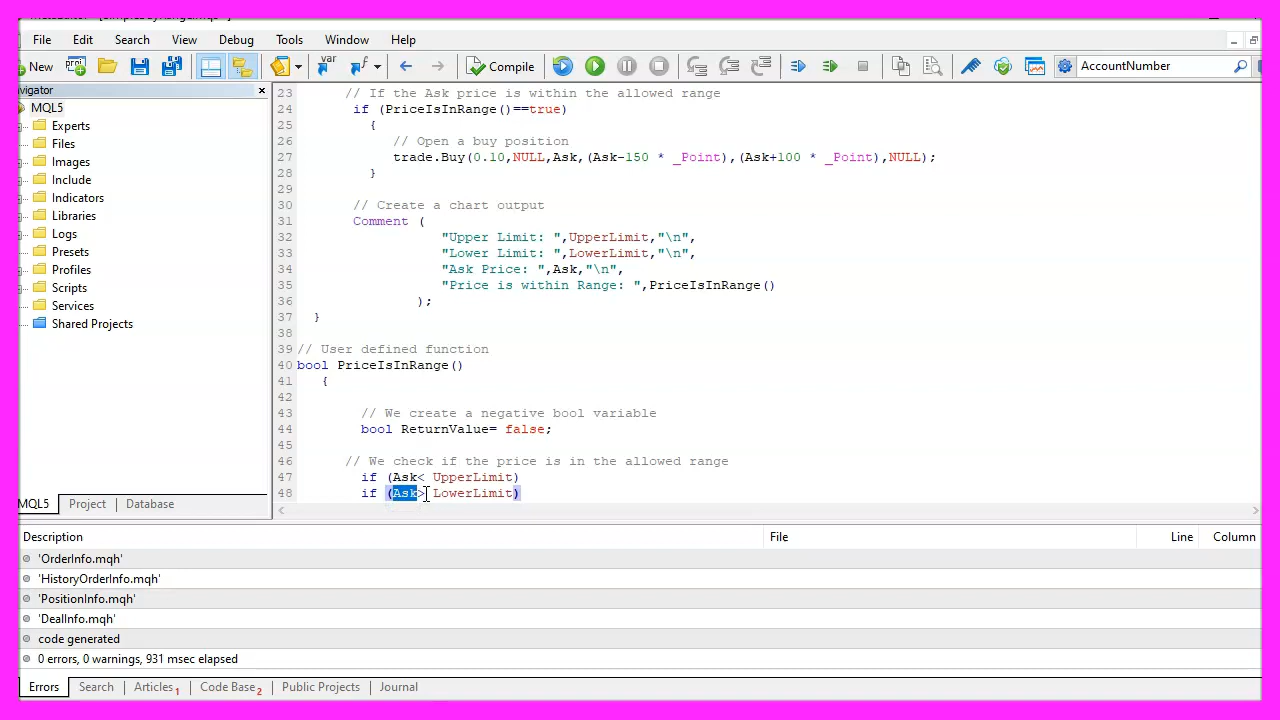 File Edit Search View Debug Tools Window Help
New Compile AccountNumber
avigator
MQL5
Experts
Files
Images
Include
Indicators
Libraries
Logs
Presets
Profiles
Scripts
Services
Shared Projects
MQL5 Project Database
23 // If the Ask price is within the allowed range
24 if (PriceIsInRange()==true)
25 {
26 // Open a buy position
27 trade.Buy(0.10,NULL,Ask,(Ask-150 * _Point),(Ask+100 * _Point),NULL);
28 }
29
30 // Create a chart output
31 Comment (
32 "Upper Limit: ",UpperLimit,"\n",
33 "Lower Limit: ",LowerLimit,"\n",
34 "Ask Price: ",Ask,"\n",
35 "Price is within Range: ",PriceIsInRange()
36 );
37 }
38
39 // User defined function
40 bool PriceIsInRange()
41 {
42
43 // We create a negative bool variable
44 bool ReturnValue= false;
45
46 // We check if the price is in the allowed range
47 if (Ask< UpperLimit)
48 if (Ask> LowerLimit)
Description File Line Column
'OrderInfo.mqh'
'HistoryOrderInfo.mqh'
'PositionInfo.mqh'
'DealInfo.mqh'
code generated
0 errors, 0 warnings, 931 msec elapsed
Errors Search Articles 1 Code Base 2 Public Projects Journal